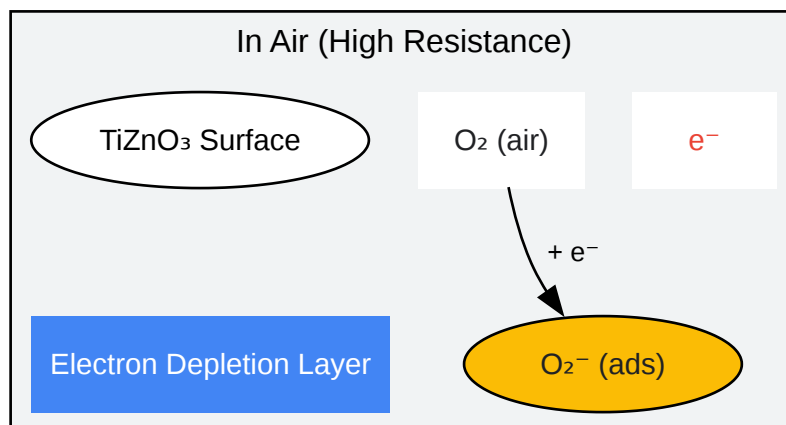 In Air (High Resistance)
TiZnO₃ Surface
O₂ (air)
e⁻
+ e⁻
Electron Depletion Layer
O₂⁻ (ads)